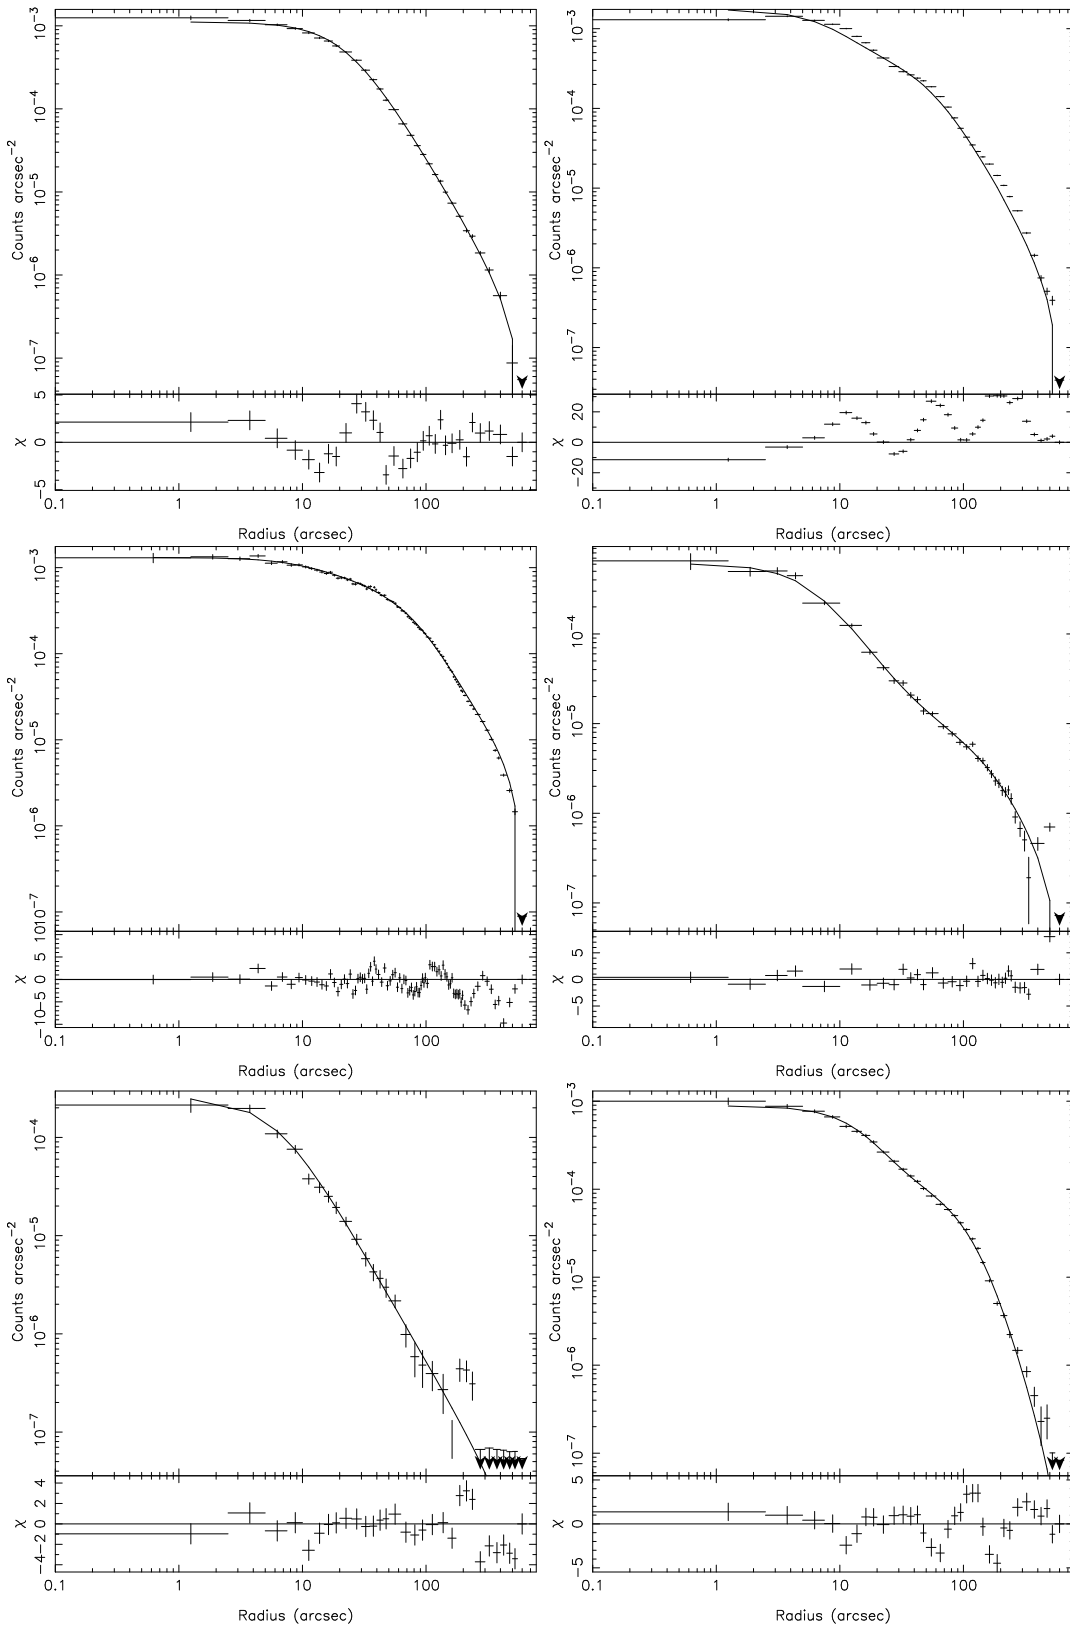 10⁻³
10⁻⁴
10⁻⁵
10⁻⁶
10⁻⁷
Counts arcsec⁻²
5
0
−5
χ
0.1 1 10 100
Radius (arcsec)
10⁻³
10⁻⁴
10⁻⁵
10⁻⁶
10⁻⁷
Counts arcsec⁻²
20
0
−20
χ
0.1 1 10 100
Radius (arcsec)
10⁻³
10⁻⁴
10⁻⁵
10⁻⁶
10⁻⁷
Counts arcsec⁻²
10
5
0
−5
−10
χ
0.1 1 10 100
Radius (arcsec)
10⁻³
10⁻⁴
10⁻⁵
10⁻⁶
10⁻⁷
Counts arcsec⁻²
5
0
−5
χ
0.1 1 10 100
Radius (arcsec)
10⁻⁴
10⁻⁵
10⁻⁶
10⁻⁷
Counts arcsec⁻²
4
2
0
−2
−4
χ
0.1 1 10 100
Radius (arcsec)
10⁻³
10⁻⁴
10⁻⁵
10⁻⁶
10⁻⁷
Counts arcsec⁻²
5
0
−5
χ
0.1 1 10 100
Radius (arcsec)